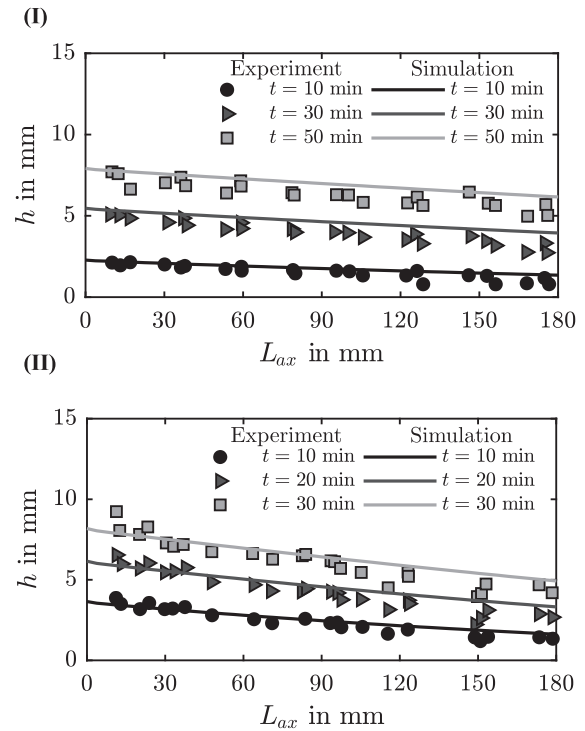 (I)
15
10
5
0
h in mm
Experiment Simulation
t = 10 min t = 10 min
t = 30 min t = 30 min
t = 50 min t = 50 min
0 30 60 90 120 150 180
L_ax in mm
(II)
15
10
5
0
h in mm
Experiment Simulation
t = 10 min t = 10 min
t = 20 min t = 20 min
t = 30 min t = 30 min
0 30 60 90 120 150 180
L_ax in mm